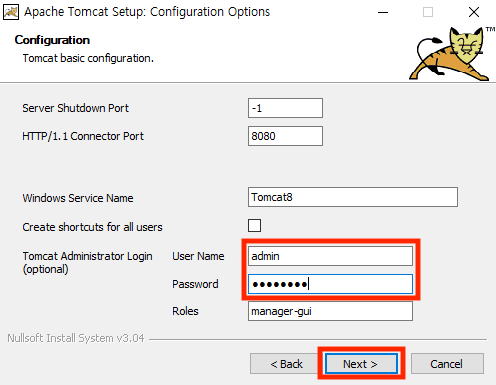 Apache Tomcat Setup: Configuration Options
Configuration
Tomcat basic configuration.
TM
Server Shutdown Port -1
HTTP/1.1 Connector Port 8080
Windows Service Name Tomcat8
Create shortcuts for all users
Tomcat Administrator Login (optional) User Name admin
Password ●●●●●●●●
Roles manager-gui
Nullsoft Install System v3.04
< Back Next > Cancel